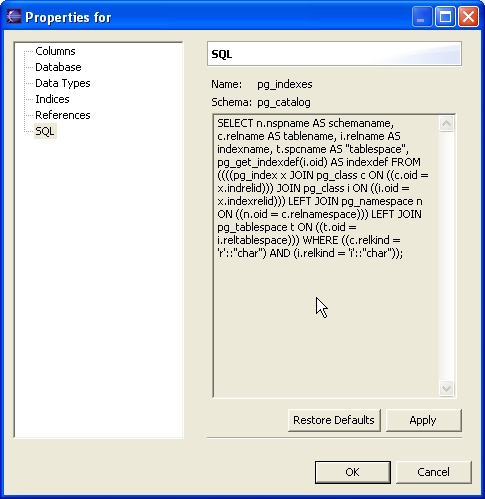 Properties for
Columns
Database
Data Types
Indices
References
SQL
SQL
Name: pg_indexes
Schema: pg_catalog
SELECT n.nspname AS schemaname,
c.relname AS tablename, i.relname AS
indexname, t.spcname AS "tablespace",
pg_get_indexdef(i.oid) AS indexdef FROM
((((pg_index x JOIN pg_class c ON ((c.oid =
x.indrelid))) JOIN pg_class i ON ((i.oid =
x.indexrelid))) LEFT JOIN pg_namespace n
ON ((n.oid = c.relnamespace))) LEFT JOIN
pg_tablespace t ON ((t.oid =
i.reltablespace))) WHERE ((c.relkind =
'r'::"char") AND (i.relkind = 'i'::"char"));
Restore Defaults Apply
OK Cancel